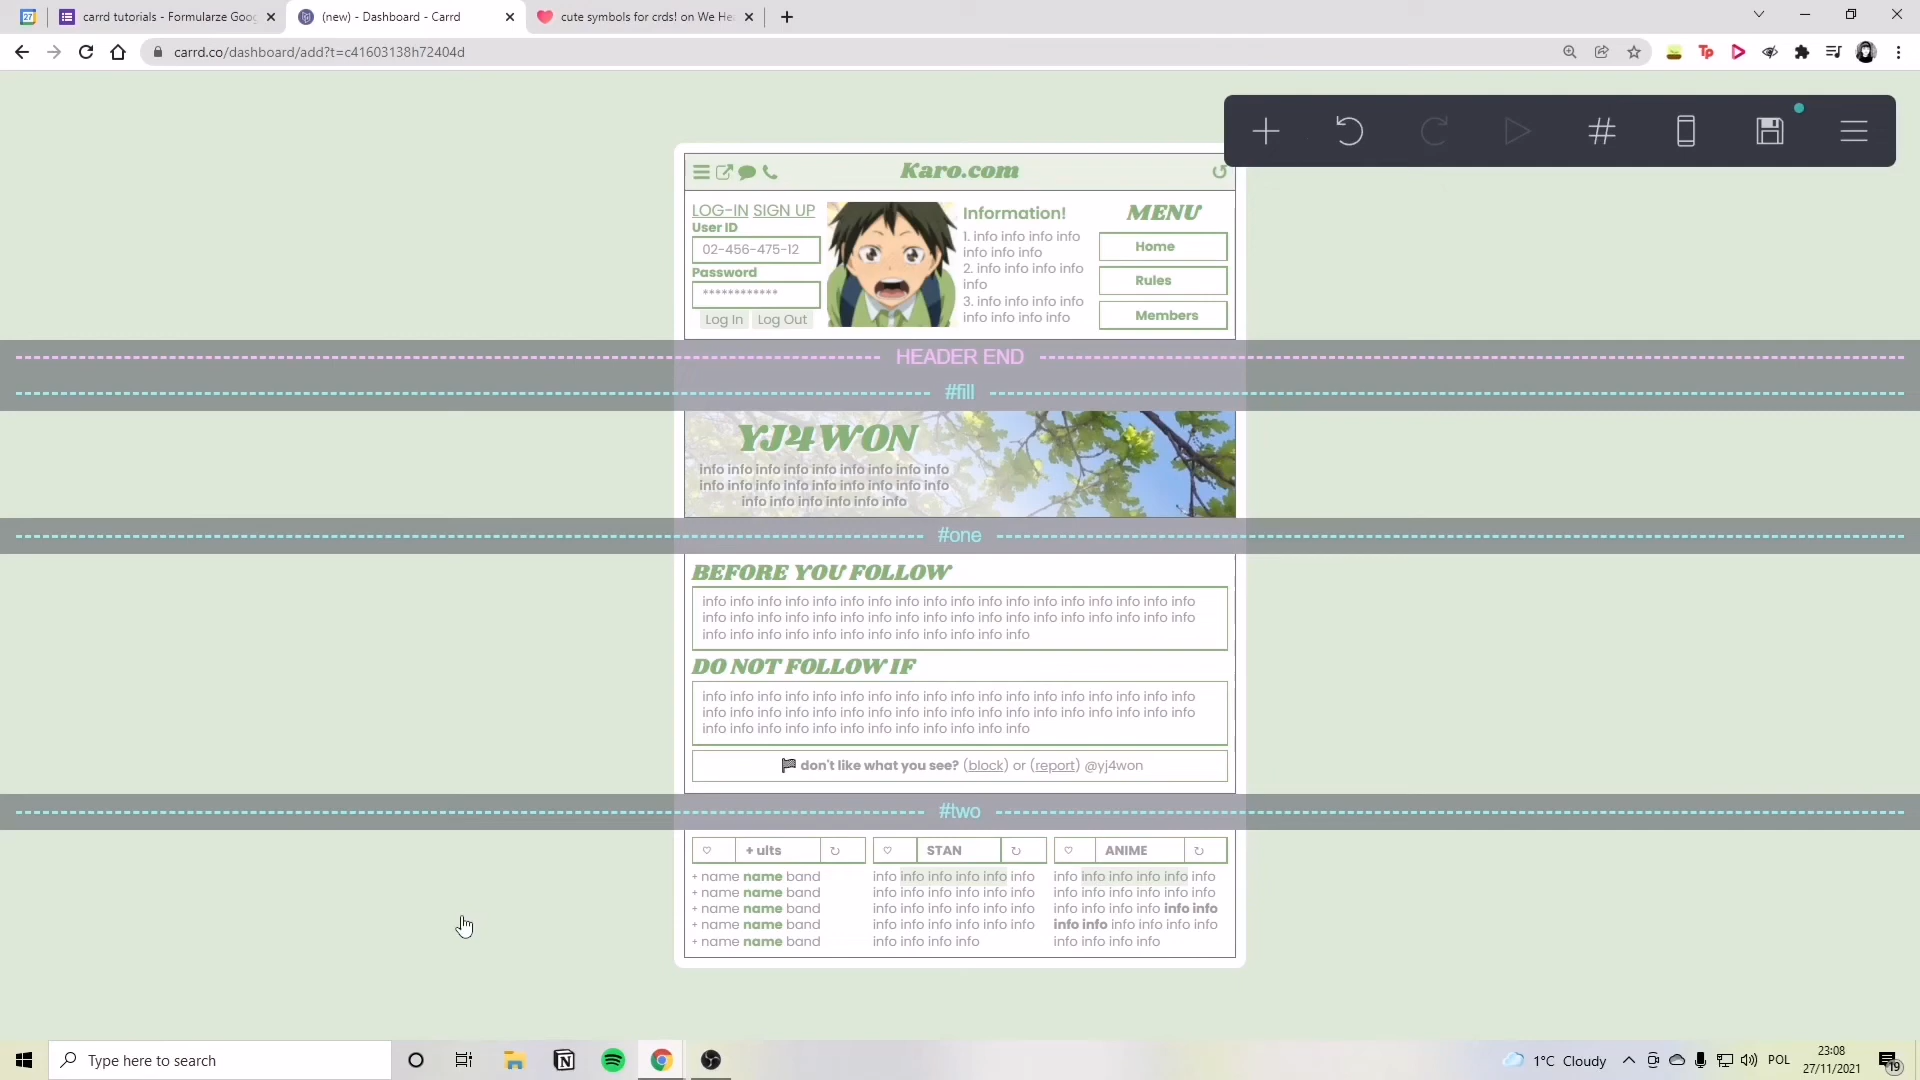 carrd tutorials - Formularze Goog
(new) - Dashboard - Carrd
cute symbols for crds! on We Hea
carrd.co/dashboard/add?t=c41603138h72404d
Karo.com
LOG-IN SIGN UP
User ID
02-456-475-12
Password
************
Log In Log Out
Information!
1. info info info info
info info info
2. info info info info
info
3. info info info info
info info info info
MENU
Home
Rules
Members
HEADER END
#fill
YJ4WON
info info info info info info info info info
info info info info info info info info info
info info info info info info
#one
BEFORE YOU FOLLOW
info info info info info info info info info info info info info info info info info info
info info info info info info info info info info info info info info info info info info
info info info info info info info info info info info info
DO NOT FOLLOW IF
info info info info info info info info info info info info info info info info info info
info info info info info info info info info info info info info info info info info info
info info info info info info info info info info info info
don't like what you see? (block) or (report) @yj4won
#two
♡ + ults ↻
+ name name band
+ name name band
+ name name band
+ name name band
+ name name band
♡ STAN ↻
info info info info info info
info info info info info info
info info info info info info
info info info info info info
info info info info
♡ ANIME ↻
info info info info info info
info info info info info info
info info info info info info
info info info info info info
info info info info
Type here to search
1°C Cloudy
POL
23:08
27/11/2021
19
27
Tp